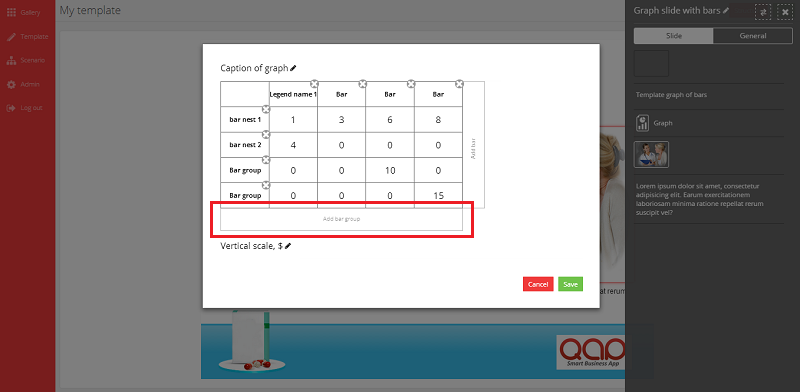 Gallery
Template
Scenario
Admin
Log out
My template
Caption of graph
Legend name 1 Bar Bar Bar
bar nest 1 1 3 6 8
bar nest 2 4 0 0 0
Bar group 0 0 10 0
Bar group 0 0 0 15
Add bar
Add bar group
Vertical scale, $
Cancel
Save
at rerum
QAP
Smart Business App
Graph slide with bars
Slide
General
Template graph of bars
Graph
Lorem ipsum dolor sit amet, consectetur
adipisicing elit. Earum exercitationem
laboriosam minima ratione repellat rerum
suscipit vel?